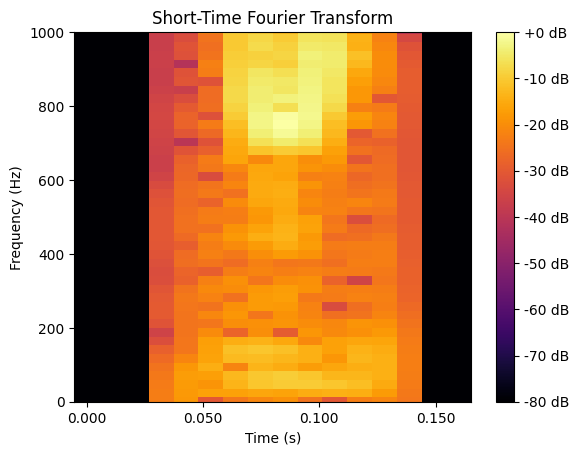 Short-Time Fourier Transform
1000
800
600
400
200
0
Frequency (Hz)
0.000
0.050
0.100
0.150
Time (s)
+0 dB
-10 dB
-20 dB
-30 dB
-40 dB
-50 dB
-60 dB
-70 dB
-80 dB